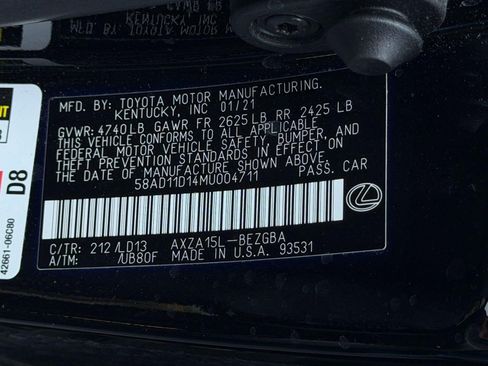 MFD. BY: TOYOTA MOTOR MANUFACTURING.
KENTUCKY, INC 01/21
GVWR: 4740LB GAWR FR 2625 LB RR 2425 LB
THIS VEHICLE CONFORMS TO ALL APPLICABLE
FEDERAL MOTOR VEHICLE SAFETY, BUMPER, AND
THEFT PREVENTION STANDARDS IN EFFECT ON
THE DATE OF MANUFACTURE SHOWN ABOVE.
58AD11D14MU004711 PASS. CAR
C/TR: 212 /LD13 AXZA15L-BEZGBA
A/TM: /UB80F MADE IN U.S.A. 93531
D8
42661-06C80